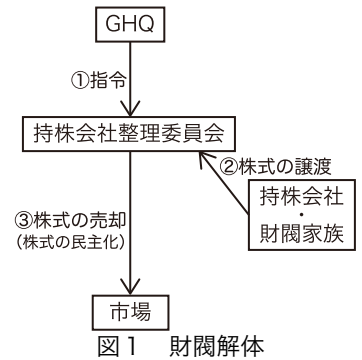 GHQ
①指令
持株会社整理委員会
②株式の譲渡
持株会社
・
財閥家族
③株式の売却
(株式の民主化)
市場
図1 財閥解体